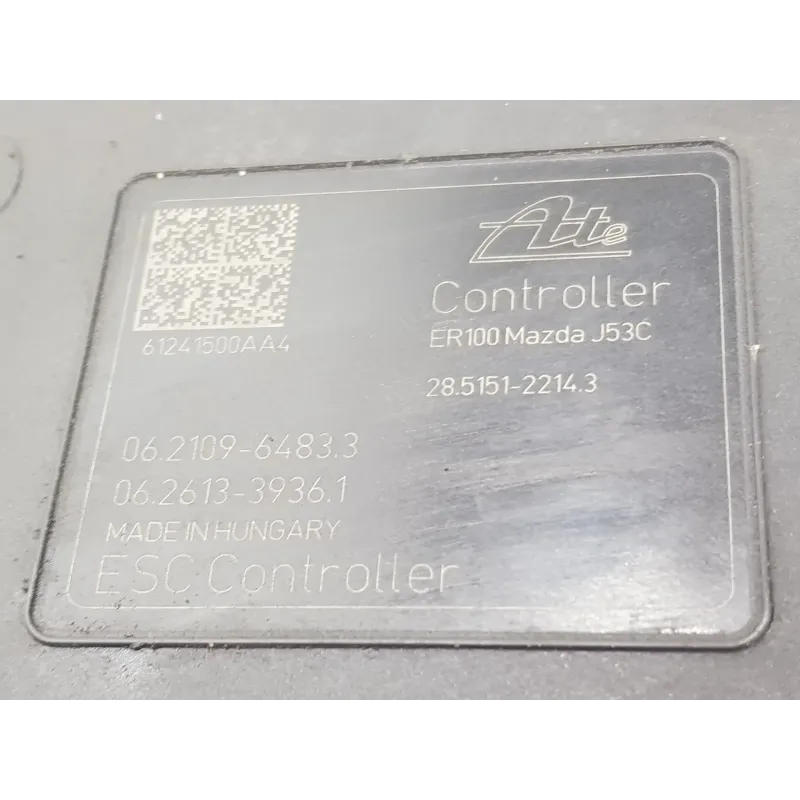 Ate
Controller
ER100 Mazda J53C
28.5151-2214.3
61241500AA4
06.2109-6483.3
06.2613-3936.1
MADE IN HUNGARY
ESC Controller